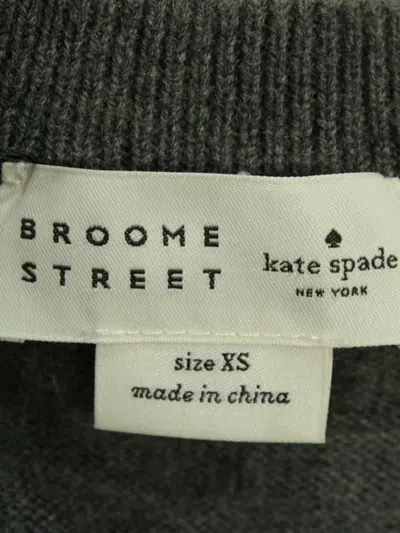 BROOME
STREET
kate spade
NEW YORK
size XS
made in china